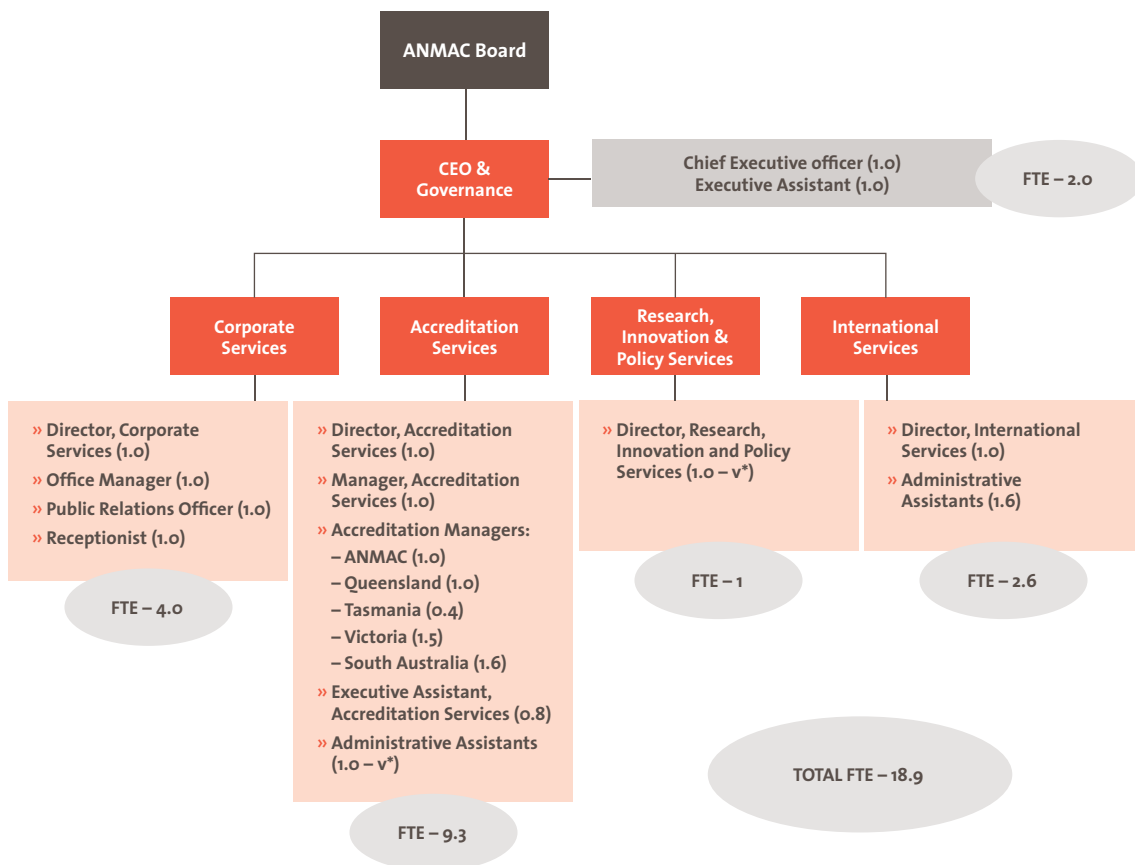 ANMAC Board
CEO &
Governance
Chief Executive officer (1.0)
Executive Assistant (1.0)
FTE – 2.0
Corporate
Services
Accreditation
Services
Research,
Innovation &
Policy Services
International
Services
» Director, Corporate
Services (1.0)
» Office Manager (1.0)
» Public Relations Officer (1.0)
» Receptionist (1.0)
FTE – 4.0
» Director, Accreditation
Services (1.0)
» Manager, Accreditation
Services (1.0)
» Accreditation Managers:
– ANMAC (1.0)
– Queensland (1.0)
– Tasmania (0.4)
– Victoria (1.5)
– South Australia (1.6)
» Executive Assistant,
Accreditation Services (0.8)
» Administrative Assistants
(1.0 – v*)
FTE – 9.3
» Director, Research,
Innovation and Policy
Services (1.0 – v*)
FTE – 1
» Director, International
Services (1.0)
» Administrative
Assistants (1.6)
FTE – 2.6
TOTAL FTE – 18.9